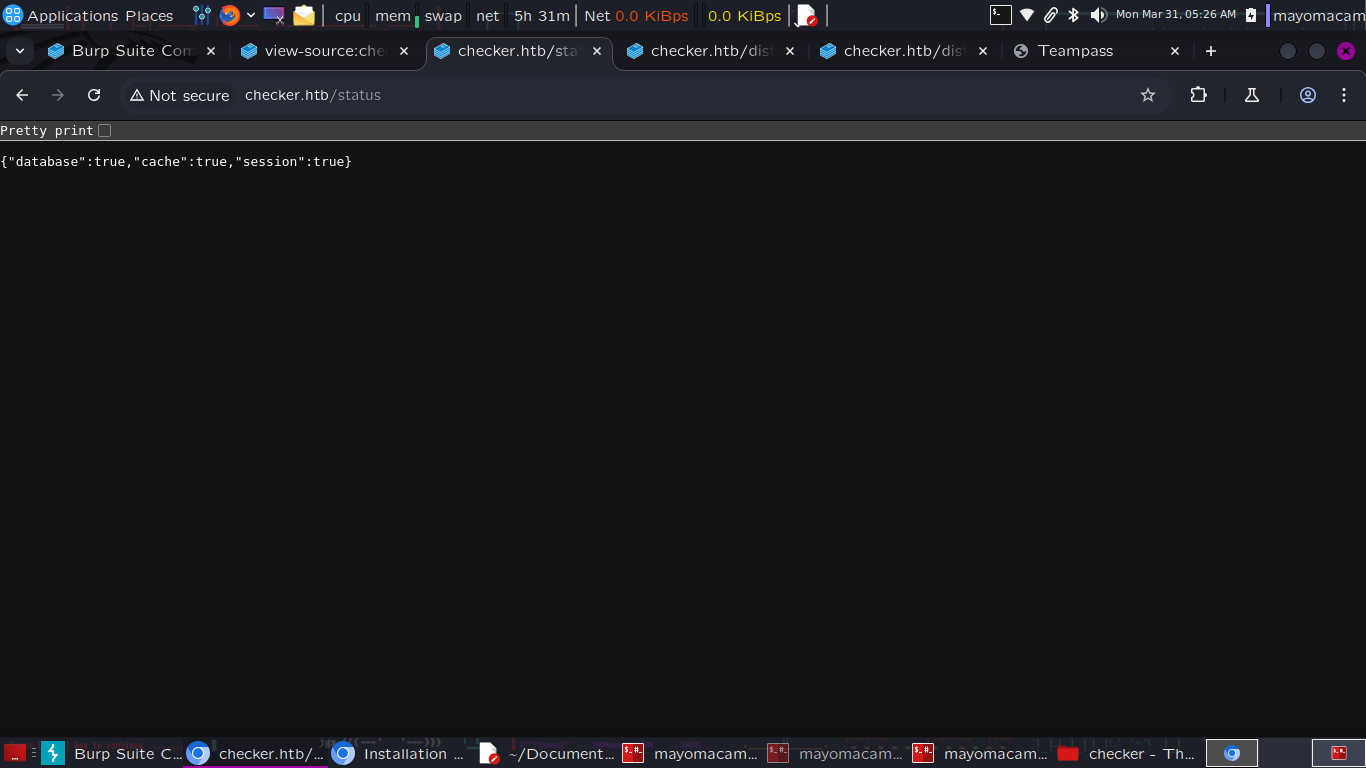 Applications Places cpu mem swap net 5h 31m Net 0.0 KiBps 0.0 KiBps Mon Mar 31, 05:26 AM mayomacam
Burp Suite Com view-source:che checker.htb/sta checker.htb/dis checker.htb/dis Teampass
Not secure checker.htb/status
Pretty print
{"database":true,"cache":true,"session":true}
Burp Suite C... checker.htb/... Installation ... ~/Document... mayomacam... mayomacam... mayomacam... checker - Th...